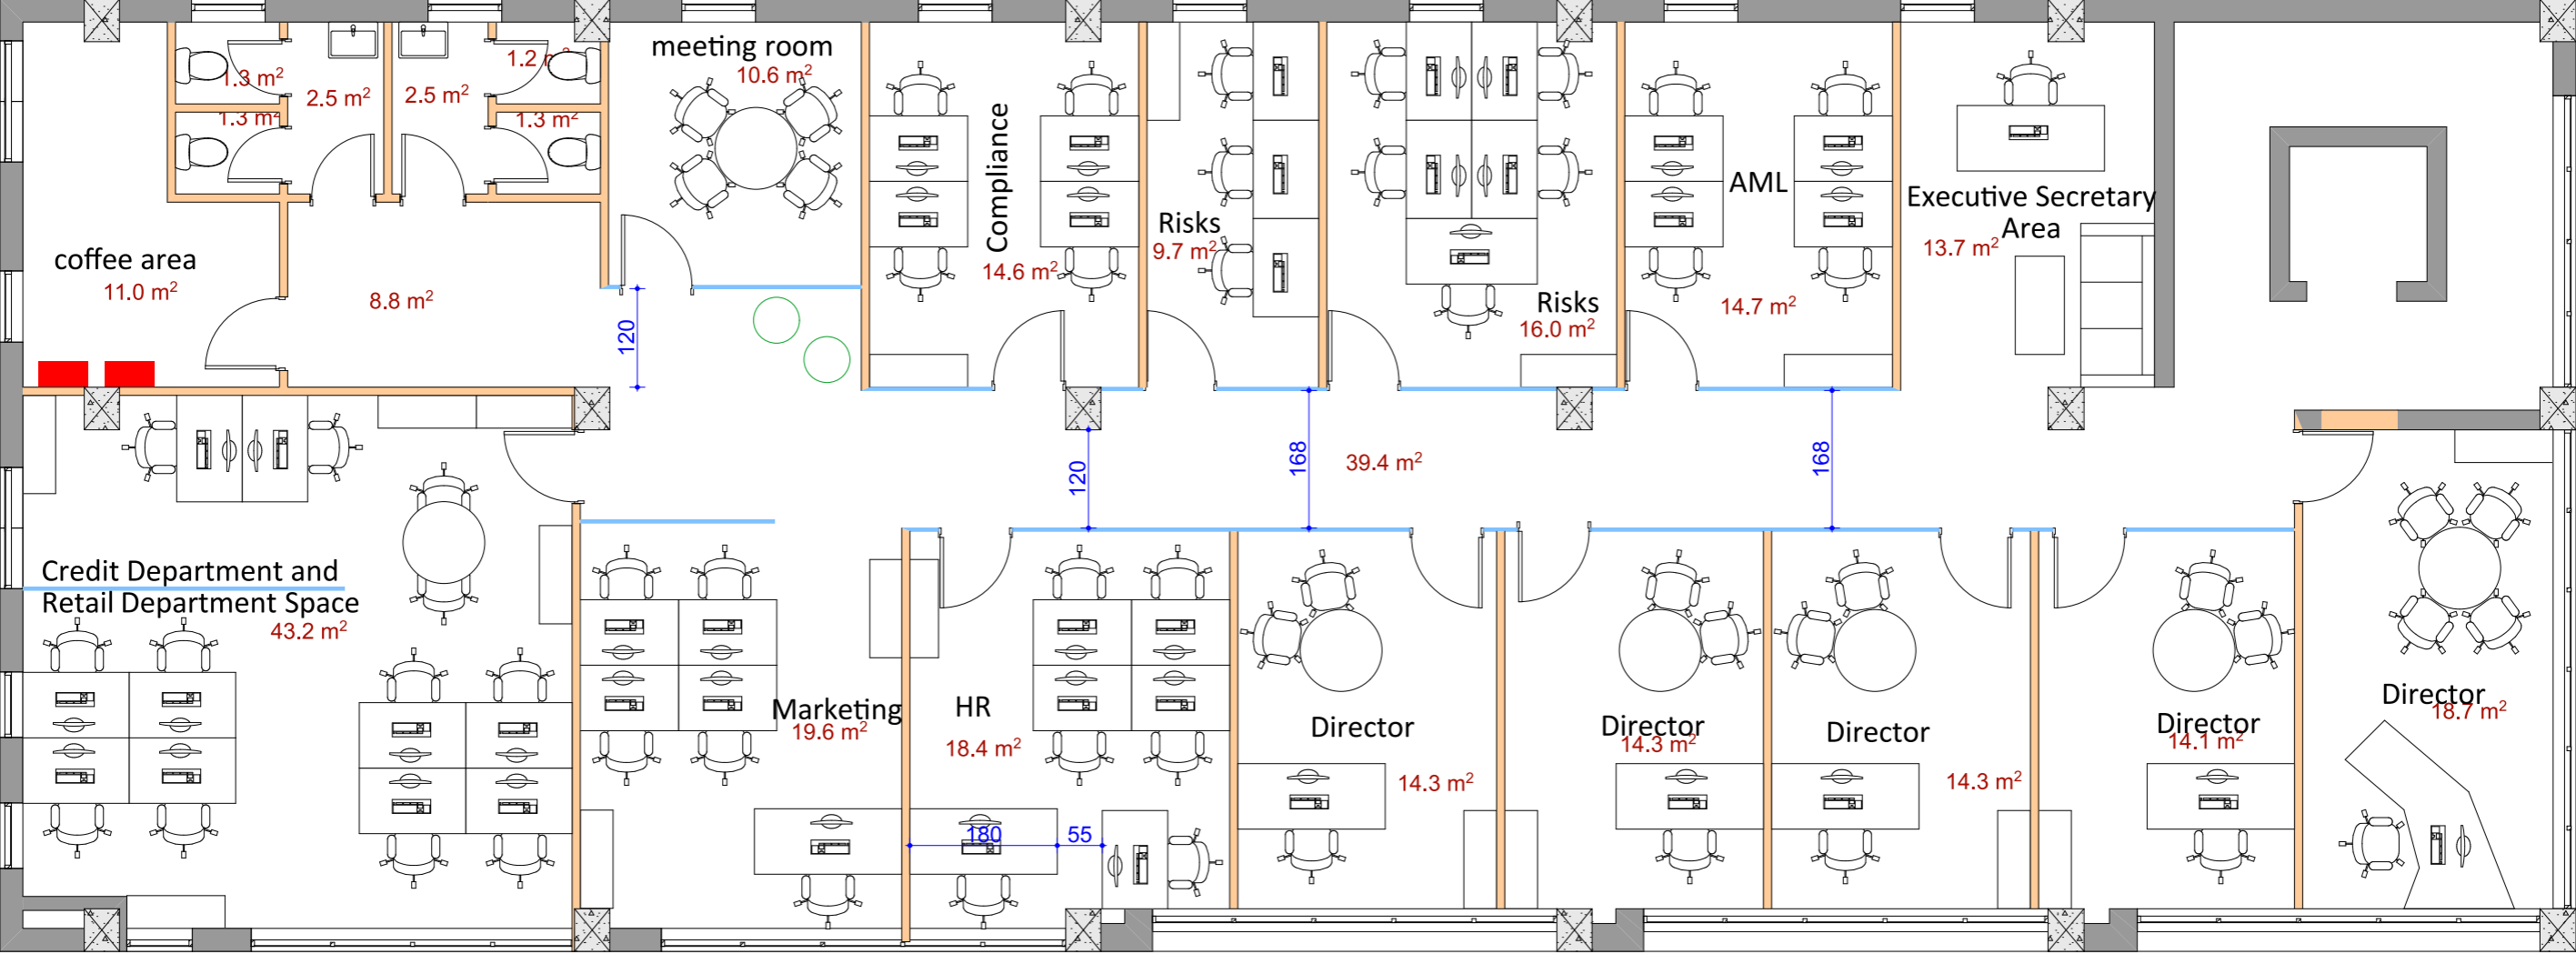 1.3 m²
2.5 m²
1.3 m²
2.5 m²
1.2
1.3 m²
meeting room
10.6 m²
coffee area
11.0 m²
8.8 m²
120
Compliance
14.6 m²
Risks
9.7 m²
Risks
16.0 m²
AML
14.7 m²
Executive Secretary
Area
13.7 m²
120
168
39.4 m²
168
Credit Department and
Retail Department Space
43.2 m²
Marketing
19.6 m²
HR
18.4 m²
180
55
Director
14.3 m²
Director
14.3 m²
Director
14.3 m²
Director
14.1 m²
Director
18.7 m²